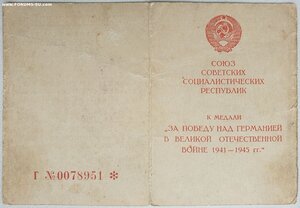 www.FORUMS-SU.com
СОЮЗ
СОВЕТСКИХ
СОЦИАЛИСТИЧЕСКИХ
РЕСПУБЛИК
К МЕДАЛИ
„ЗА ПОБЕДУ НАД ГЕРМАНИЕЙ
В ВЕЛИКОЙ ОТЕЧЕСТВЕННОЙ
ВОЙНЕ 1941—1945 гг.“
Г №0078951 *